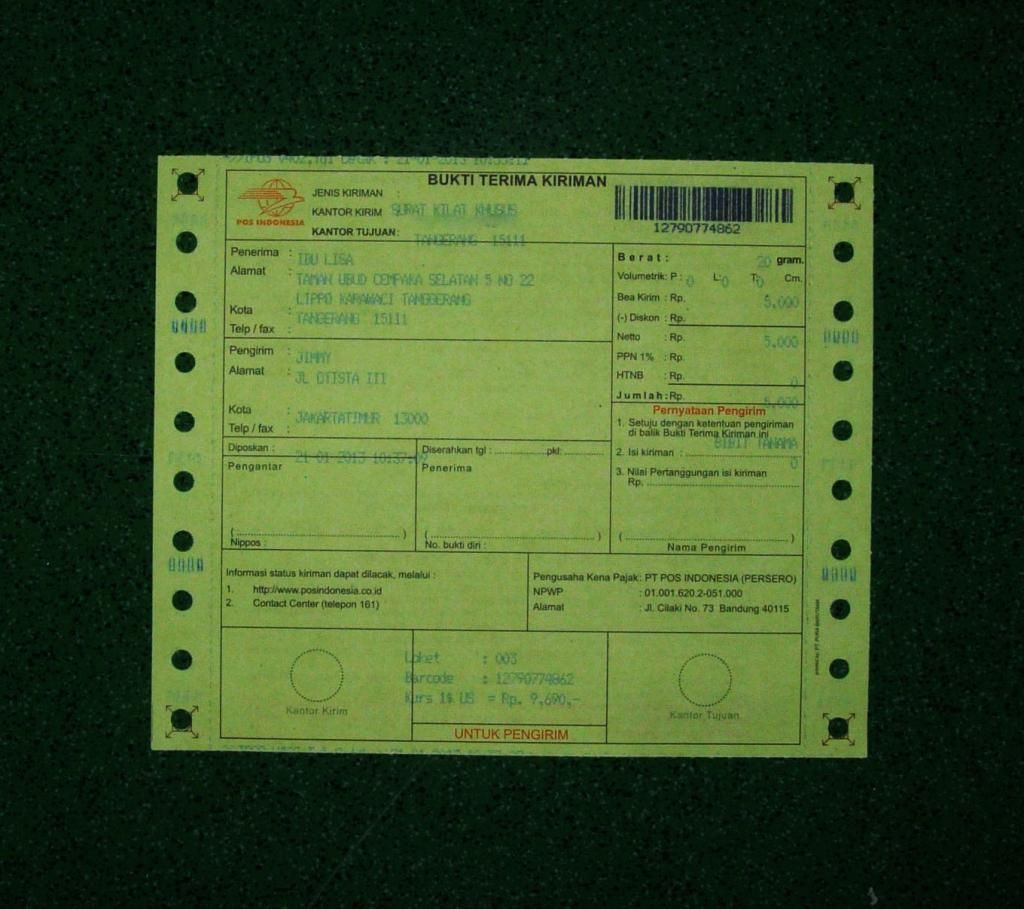 BUKTI TERIMA KIRIMAN
POS INDONESIA
JENIS KIRIMAN :
KANTOR KIRIM SURAT KILAT KHUSUS
KANTOR TUJUAN:
TANGERANG 15111
12790774862
Penerima : IBU LISA
Alamat : TAMAN UBUD CEMPAKA SELATAN 5 NO 22
LIPPO KARAWACI TANGGERANG
Kota : TANGERANG 15111
Telp / fax :
Berat : 20 gram.
Volumetrik: P : 0 L: 0 T: 0 Cm.
Bea Kirim : Rp. 5,000
(-) Diskon : Rp.
Netto : Rp. 5,000
PPN 1% : Rp.
HTNB : Rp. 0
Jumlah : Rp. 5,000
Pengirim : JIMMY
Alamat : JL OTISTA III
Kota : JAKARTATIMUR 13000
Telp / fax :
Pernyataan Pengirim
1. Setuju dengan ketentuan pengiriman
di balik Bukti Terima Kiriman ini
BIBIT TANAMA
2. Isi kiriman :
0
3. Nilai Pertanggungan isi kiriman
Rp.
Nama Pengirim
Diposkan :
21-01-2013 10:37:09
Pengantar
Nippos :
Diserahkan tgl : pkl:
Penerima
No. bukti diri :
Informasi status kiriman dapat dilacak, melalui :
1. http://www.posindonesia.co.id
2. Contact Center (telepon 161)
Pengusaha Kena Pajak : PT POS INDONESIA (PERSERO)
NPWP : 01.001.620.2-051.000
Alamat : Jl. Cilaki No. 73 Bandung 40115
Kantor Kirim
Loket : 003
Barcode : 12790774862
Kurs 1$ US = Rp. 9,690,-
UNTUK PENGIRIM
Kantor Tujuan